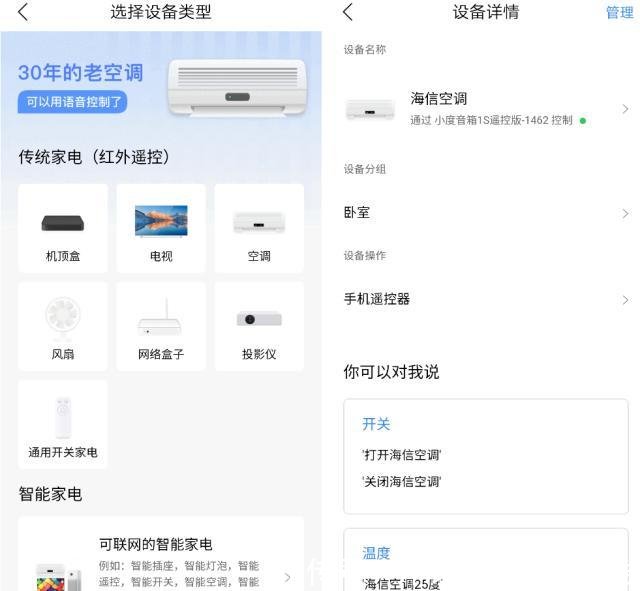 选择设备类型
30年的老空调
可以用语音控制了
传统家电（红外遥控）
机顶盒
电视
空调
风扇
网络盒子
投影仪
通用开关家电
智能家电
可联网的智能家电
例如：智能插座，智能灯泡，智能
遥控，智能开关，智能空调，智能
设备详情
管理
设备名称
海信空调
通过 小度音箱1S遥控版-1462 控制
设备分组
卧室
设备操作
手机遥控器
你可以对我说
开关
'打开海信空调'
'关闭海信空调'
温度
'海信空调25度'